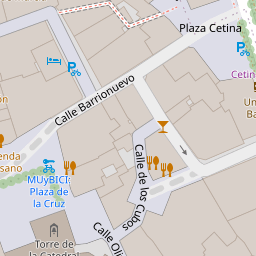 Plaza Cetina
Cetin
Calle Barrionuevo
Un
Ba
on
enda
sano
MUyBICI:
Plaza de
la Cruz
Calle de los Cubos
Calle Oli
Torre de
la Catedral